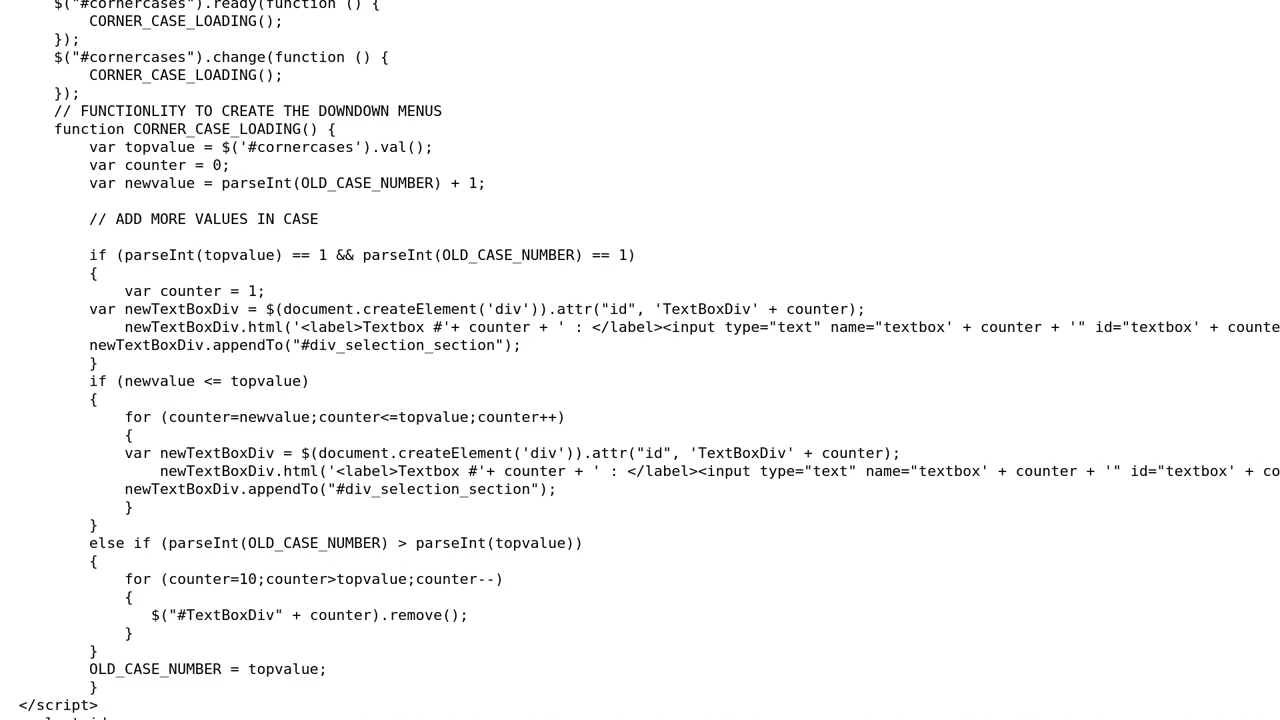 $("#cornercases").ready(function () {
CORNER_CASE_LOADING();
});
$("#cornercases").change(function () {
CORNER_CASE_LOADING();
});
// FUNCTIONLITY TO CREATE THE DOWNDOWN MENUS
function CORNER_CASE_LOADING() {
var topvalue = $('#cornercases').val();
var counter = 0;
var newvalue = parseInt(OLD_CASE_NUMBER) + 1;
// ADD MORE VALUES IN CASE
if (parseInt(topvalue) == 1 && parseInt(OLD_CASE_NUMBER) == 1)
{
var counter = 1;
var newTextBoxDiv = $(document.createElement('div')).attr("id", 'TextBoxDiv' + counter);
newTextBoxDiv.html('<label>Textbox #'+ counter + ' : </label><input type="text" name="textbox' + counter + '" id="textbox' + counte
newTextBoxDiv.appendTo("#div_selection_section");
}
if (newvalue <= topvalue)
{
for (counter=newvalue;counter<=topvalue;counter++)
{
var newTextBoxDiv = $(document.createElement('div')).attr("id", 'TextBoxDiv' + counter);
newTextBoxDiv.html('<label>Textbox #'+ counter + ' : </label><input type="text" name="textbox' + counter + '" id="textbox' + co
newTextBoxDiv.appendTo("#div_selection_section");
}
}
else if (parseInt(OLD_CASE_NUMBER) > parseInt(topvalue))
{
for (counter=10;counter>topvalue;counter--)
{
$("#TextBoxDiv" + counter).remove();
}
}
OLD_CASE_NUMBER = topvalue;
}
</script>